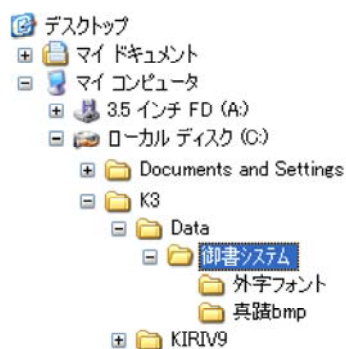 デスクトップ
マイ ドキュメント
マイ コンピュータ
3.5 インチ FD (A:)
ローカル ディスク (C:)
Documents and Settings
K3
Data
御書システム
外字フォント
真蹟bmp
KIRIV9